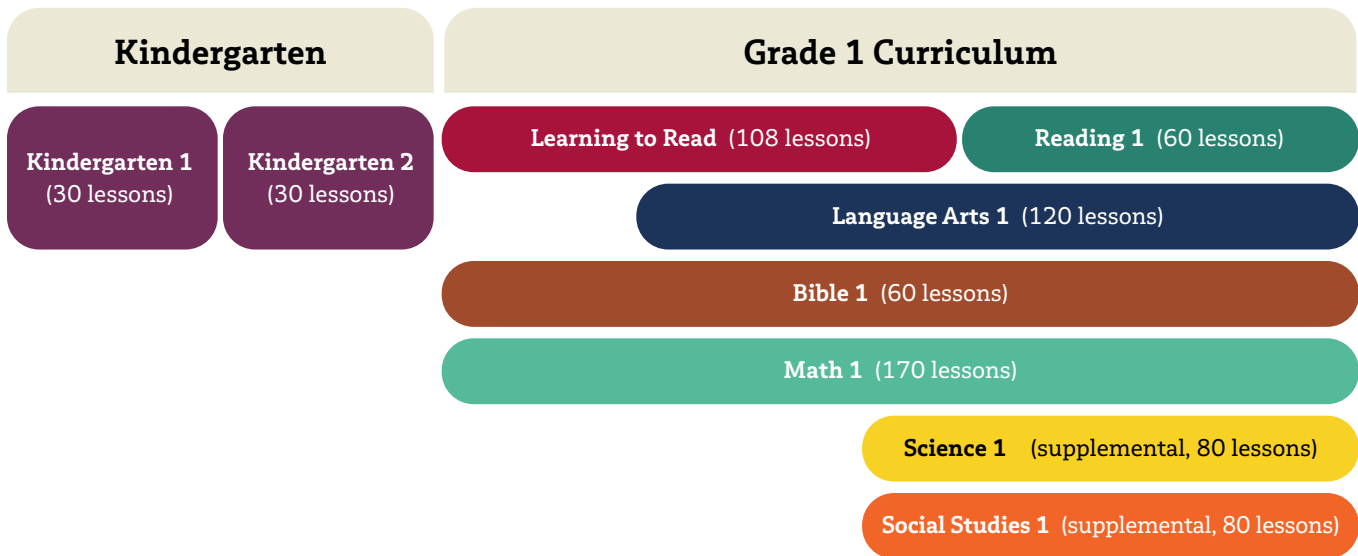 Kindergarten
Grade 1 Curriculum
Kindergarten 1
(30 lessons)
Kindergarten 2
(30 lessons)
Learning to Read (108 lessons)
Reading 1 (60 lessons)
Language Arts 1 (120 lessons)
Bible 1 (60 lessons)
Math 1 (170 lessons)
Science 1 (supplemental, 80 lessons)
Social Studies 1 (supplemental, 80 lessons)